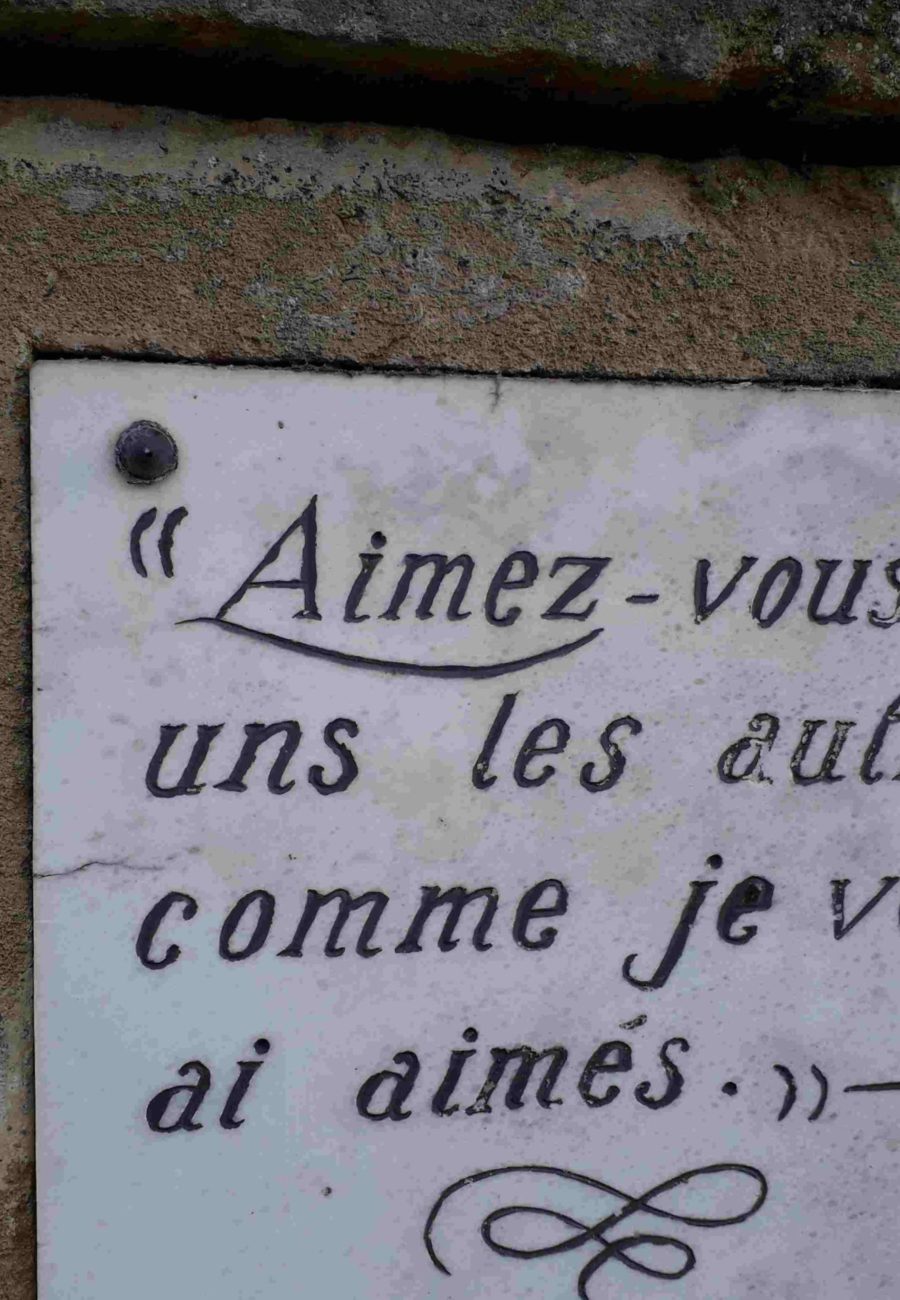 « Aimez-vous
uns les
comme je
ai aimés.»—